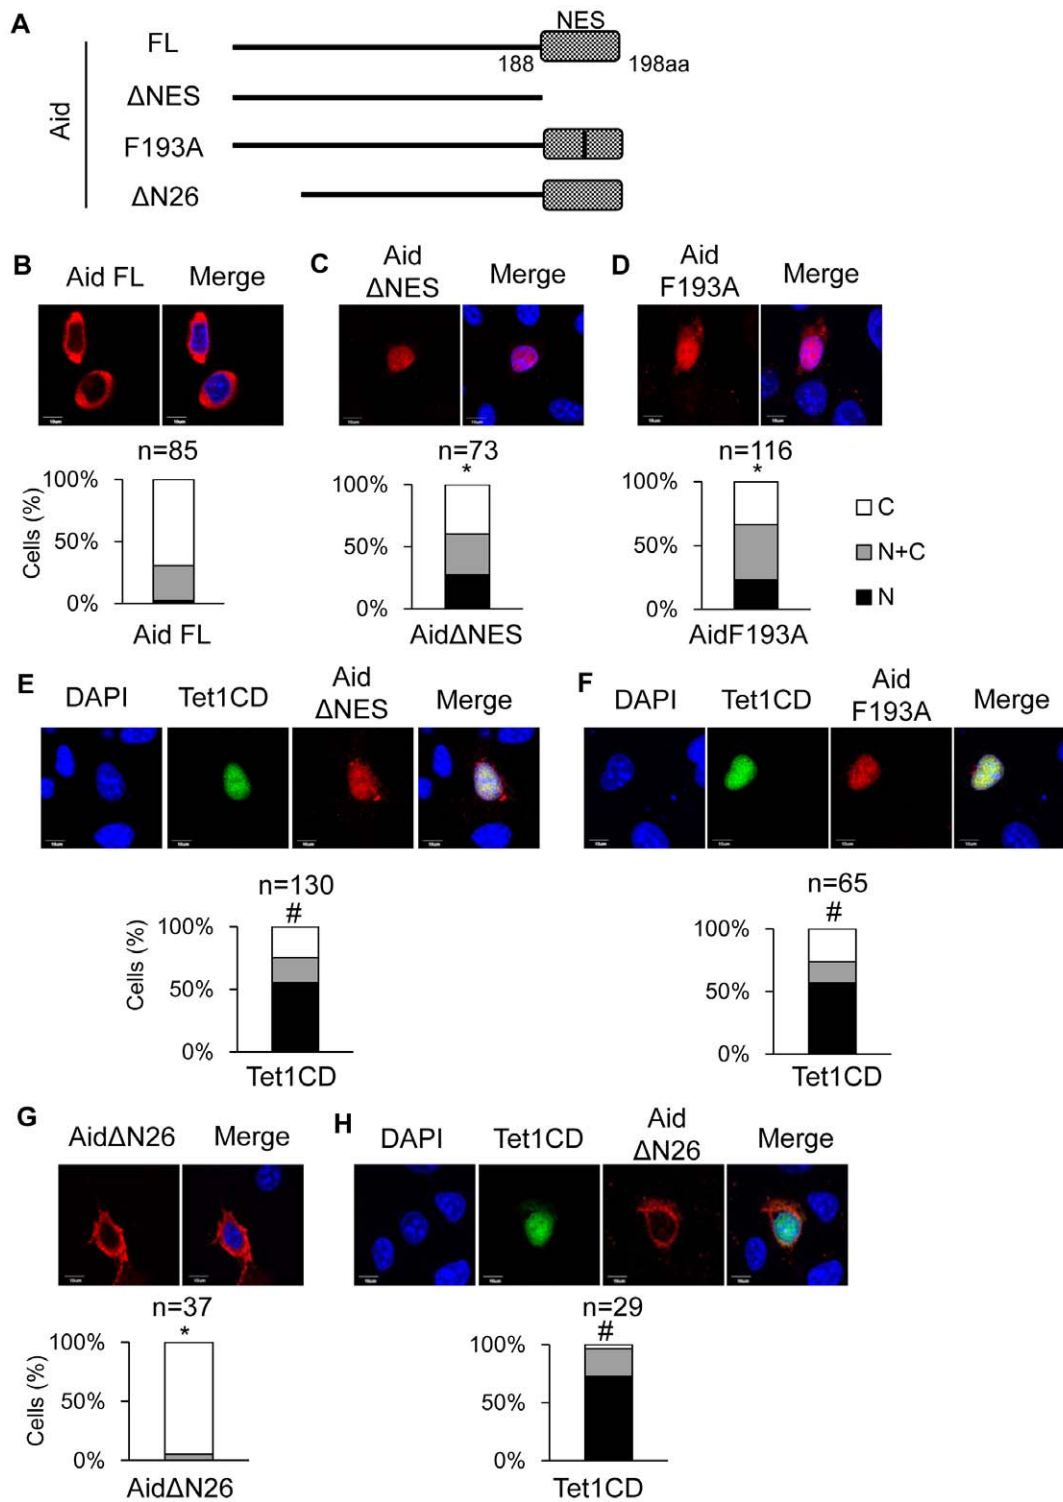 A
NES
FL
188
198aa
Aid
ΔNES
F193A
ΔN26
B
Aid FL
Merge
C
Aid
ΔNES
Merge
D
Aid
F193A
Merge
n=85
n=73
n=116
*
*
100%
50%
0%
Cells (%)
Aid FL
100%
50%
0%
AidΔNES
100%
50%
0%
AidF193A
C
N+C
N
E
DAPI
Tet1CD
Aid
ΔNES
Merge
F
DAPI
Tet1CD
Aid
F193A
Merge
n=130
#
100%
50%
0%
Cells (%)
Tet1CD
n=65
#
100%
50%
0%
Tet1CD
G
AidΔN26
Merge
H
DAPI
Tet1CD
Aid
ΔN26
Merge
n=37
*
100%
50%
0%
Cells (%)
AidΔN26
n=29
#
100%
50%
0%
Tet1CD